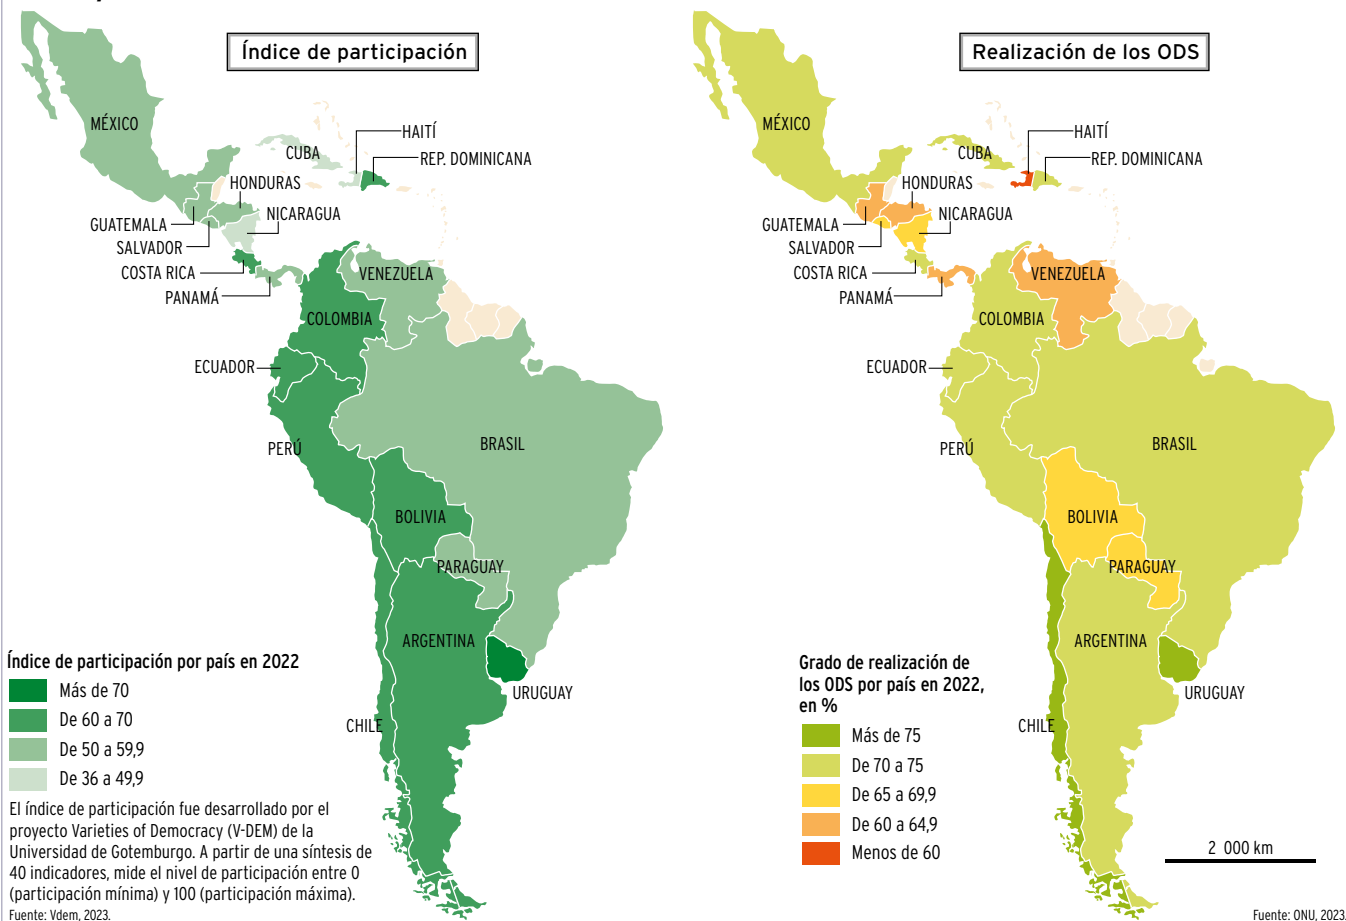 Índice de participación
MÉXICO
CUBA
HAITÍ
REP. DOMINICANA
HONDURAS
NICARAGUA
GUATEMALA
SALVADOR
COSTA RICA
PANAMÁ
VENEZUELA
COLOMBIA
ECUADOR
PERÚ
BRASIL
BOLIVIA
PARAGUAY
ARGENTINA
URUGUAY
CHILE
Índice de participación por país en 2022
Más de 70
De 60 a 70
De 50 a 59,9
De 36 a 49,9
El índice de participación fue desarrollado por el
proyecto Varieties of Democracy (V-DEM) de la
Universidad de Gotemburgo. A partir de una síntesis de
40 indicadores, mide el nivel de participación entre 0
(participación mínima) y 100 (participación máxima).
Fuente: Vdem, 2023.
Realización de los ODS
MÉXICO
CUBA
HAITÍ
REP. DOMINICANA
HONDURAS
NICARAGUA
GUATEMALA
SALVADOR
COSTA RICA
PANAMÁ
VENEZUELA
COLOMBIA
ECUADOR
PERÚ
BRASIL
BOLIVIA
PARAGUAY
ARGENTINA
URUGUAY
CHILE
Grado de realización de
los ODS por país en 2022,
en %
Más de 75
De 70 a 75
De 65 a 69,9
De 60 a 64,9
Menos de 60
2 000 km
Fuente: ONU, 2023.